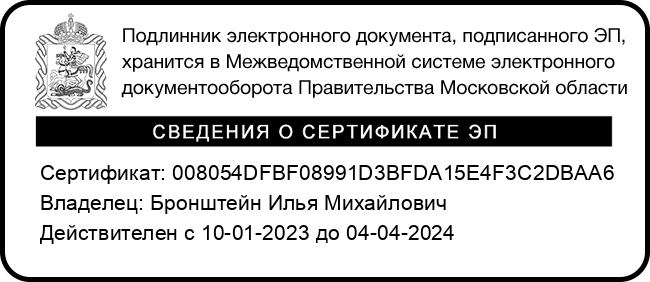 Подлинник электронного документа, подписанного ЭП,
хранится в Межведомственной системе электронного
документооборота Правительства Московской области
СВЕДЕНИЯ О СЕРТИФИКАТЕ ЭП
Сертификат: 008054DFBF08991D3BFDA15E4F3C2DBAA6
Владелец: Бронштейн Илья Михайлович
Действителен с 10-01-2023 до 04-04-2024